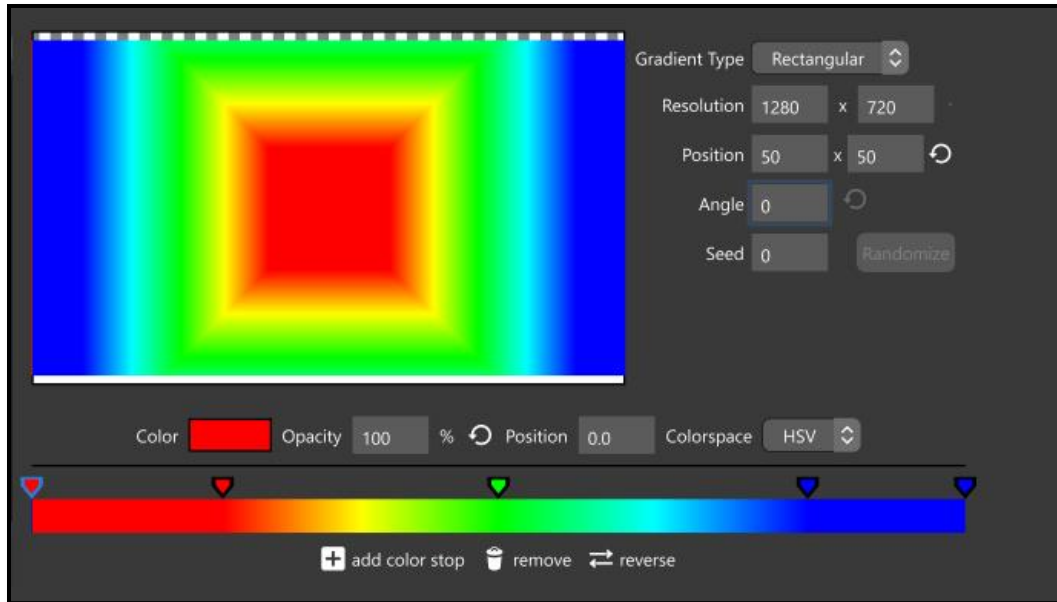 Gradient Type Rectangular
Resolution 1280 x 720
Position 50 x 50
Angle 0
Seed 0 Randomize
Color Opacity 100 % Position 0.0 Colorspace HSV
add color stop remove reverse